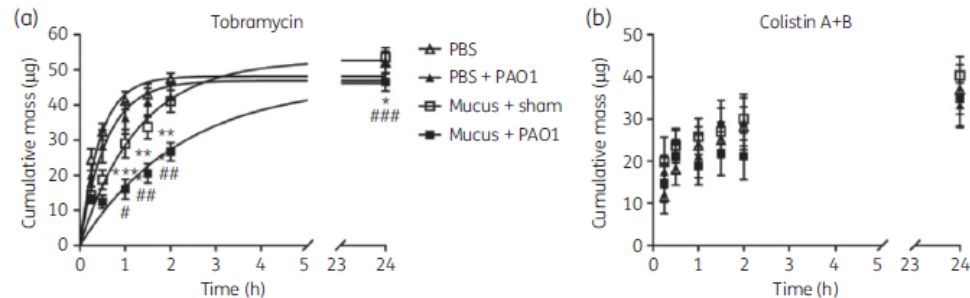 (a) Tobramycin
Cumulative mass (µg)
60
50
40
30
20
10
0
0 1 2 3 4 5 23 24
Time (h)
***
#
**
##
**
##
*
###
PBS
PBS + PAO1
Mucus + sham
Mucus + PAO1
(b) Colistin A+B
Cumulative mass (µg)
50
40
30
20
10
0
0 1 2 3 4 5 23 24
Time (h)